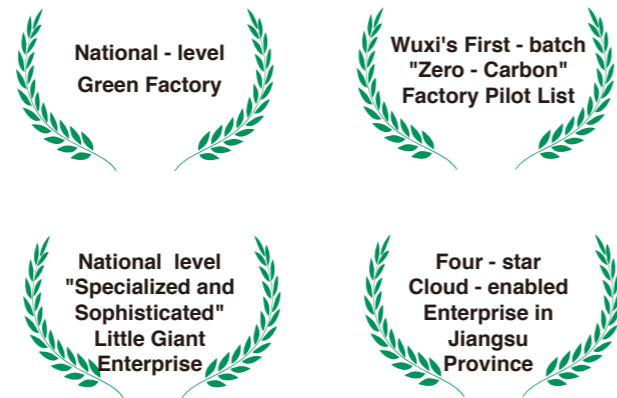 National - level
Green Factory
Wuxi's First - batch
"Zero - Carbon"
Factory Pilot List
National level
"Specialized and
Sophisticated"
Little Giant
Enterprise
Four - star
Cloud - enabled
Enterprise in
Jiangsu
Province